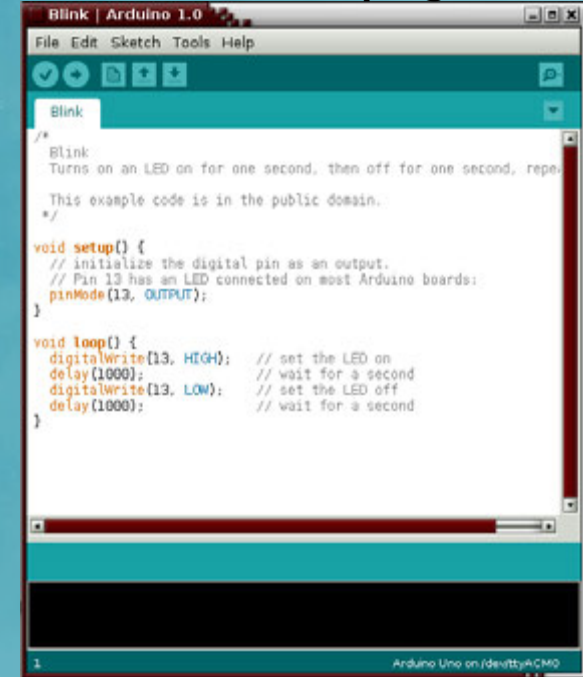 Blink | Arduino 1.0
File Edit Sketch Tools Help
Blink
/*
  Blink
  Turns on an LED on for one second, then off for one second, repe

  This example code is in the public domain.
 */

void setup() {
  // initialize the digital pin as an output.
  // Pin 13 has an LED connected on most Arduino boards:
  pinMode(13, OUTPUT);
}

void loop() {
  digitalWrite(13, HIGH);   // set the LED on
  delay(1000);              // wait for a second
  digitalWrite(13, LOW);    // set the LED off
  delay(1000);              // wait for a second
}
1
Arduino Uno on /dev/ttyACM0